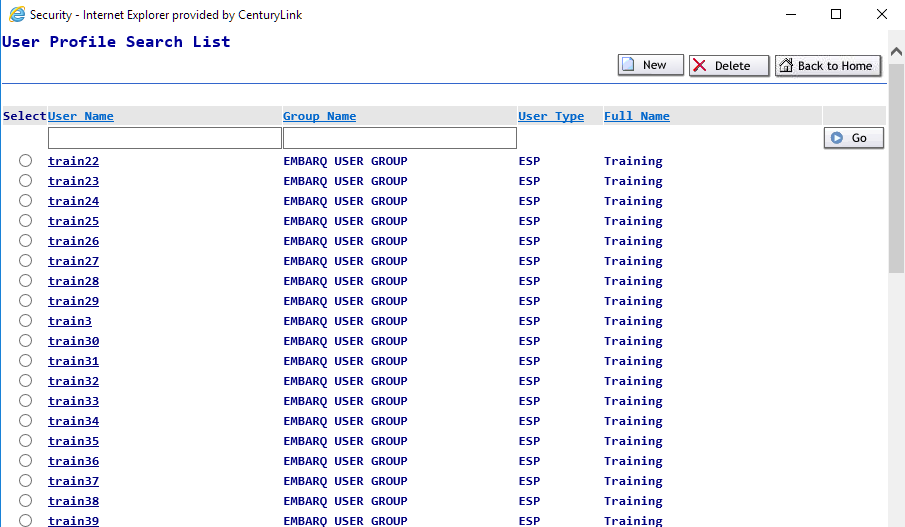 Security - Internet Explorer provided by CenturyLink
User Profile Search List
New Delete Back to Home
Select User Name Group Name User Type Full Name
Go
train22 EMBARQ USER GROUP ESP Training
train23 EMBARQ USER GROUP ESP Training
train24 EMBARQ USER GROUP ESP Training
train25 EMBARQ USER GROUP ESP Training
train26 EMBARQ USER GROUP ESP Training
train27 EMBARQ USER GROUP ESP Training
train28 EMBARQ USER GROUP ESP Training
train29 EMBARQ USER GROUP ESP Training
train3 EMBARQ USER GROUP ESP Training
train30 EMBARQ USER GROUP ESP Training
train31 EMBARQ USER GROUP ESP Training
train32 EMBARQ USER GROUP ESP Training
train33 EMBARQ USER GROUP ESP Training
train34 EMBARQ USER GROUP ESP Training
train35 EMBARQ USER GROUP ESP Training
train36 EMBARQ USER GROUP ESP Training
train37 EMBARQ USER GROUP ESP Training
train38 EMBARQ USER GROUP ESP Training
train39 EMBARQ USER GROUP ESP Training